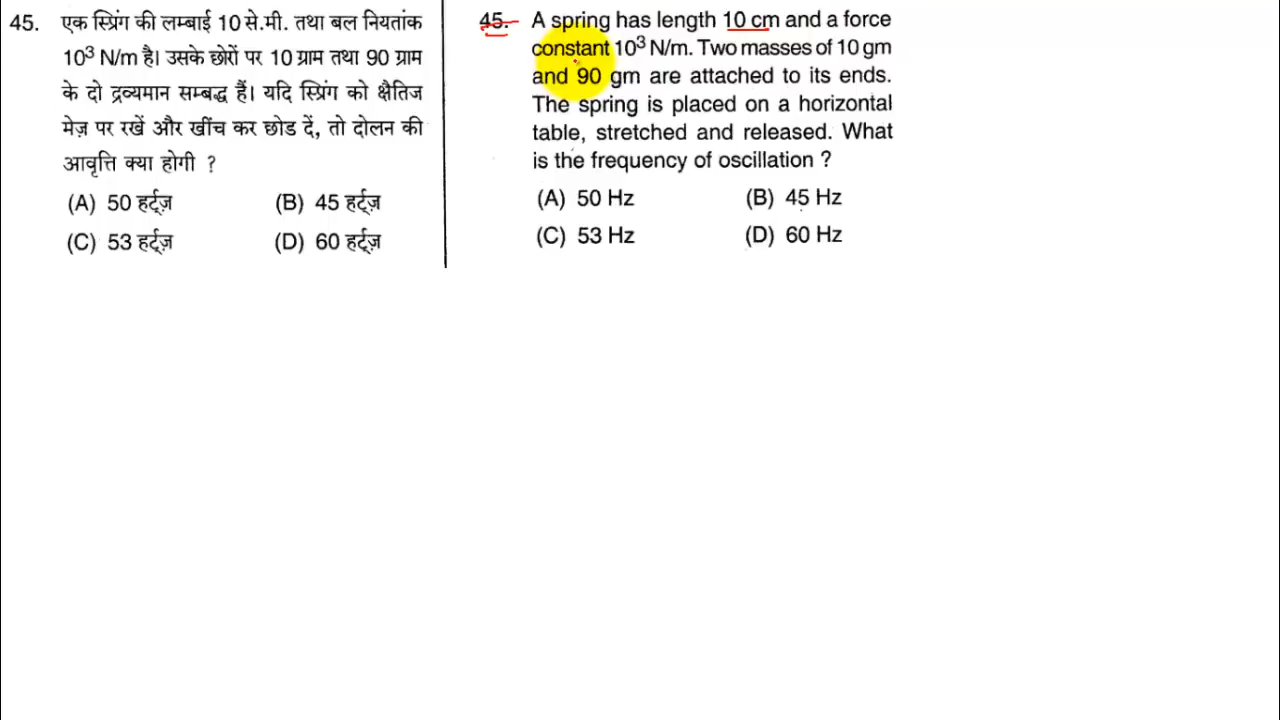 45. एक स्प्रिंग की लम्बाई 10 से.मी. तथा बल नियतांक
10³ N/m है। उसके छोरों पर 10 ग्राम तथा 90 ग्राम
के दो द्रव्यमान सम्बद्ध हैं। यदि स्प्रिंग को क्षैतिज
मेज़ पर रखें और खींच कर छोड दें, तो दोलन की
आवृत्ति क्या होगी ?
(A) 50 हर्ट्ज़ (B) 45 हर्ट्ज़
(C) 53 हर्ट्ज़ (D) 60 हर्ट्ज़
45. A spring has length 10 cm and a force
constant 10³ N/m. Two masses of 10 gm
and 90 gm are attached to its ends.
The spring is placed on a horizontal
table, stretched and released. What
is the frequency of oscillation ?
(A) 50 Hz (B) 45 Hz
(C) 53 Hz (D) 60 Hz